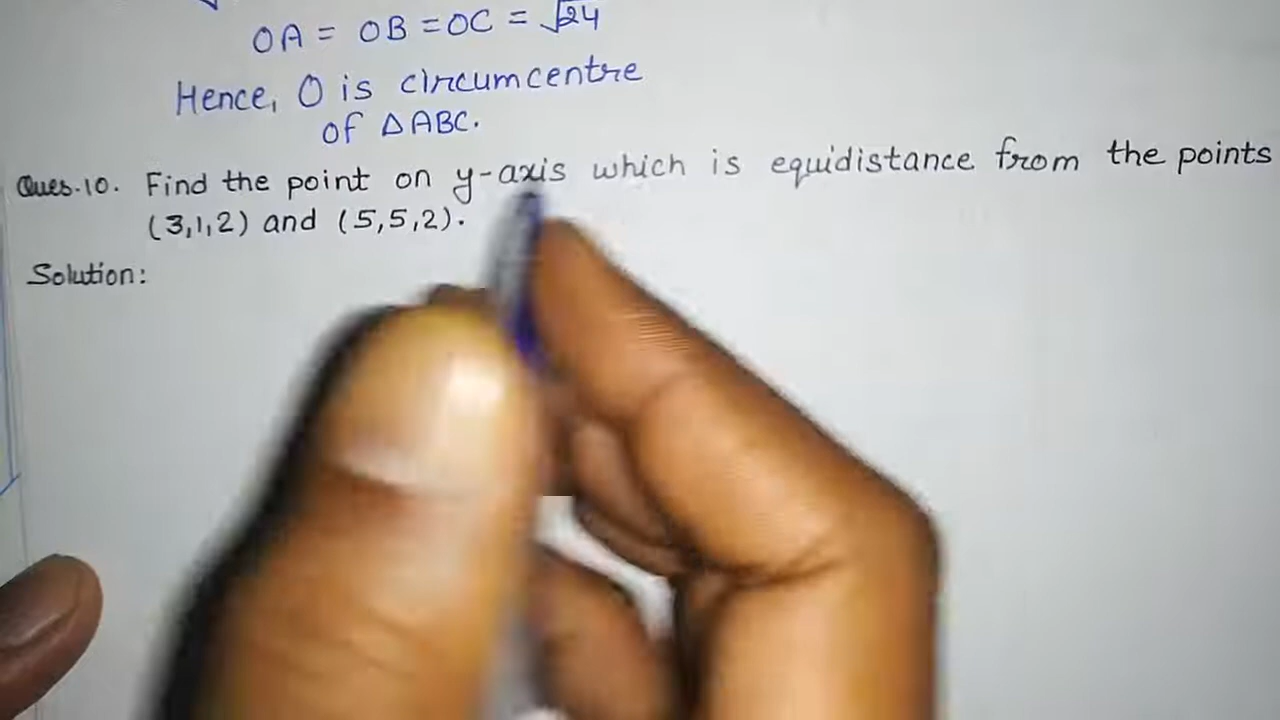 OA = OB = OC = √24
Hence, O is circumcentre
of △ABC.
Ques.10. Find the point on y-axis which is equidistance from the points
(3,1,2) and (5,5,2).
Solution: